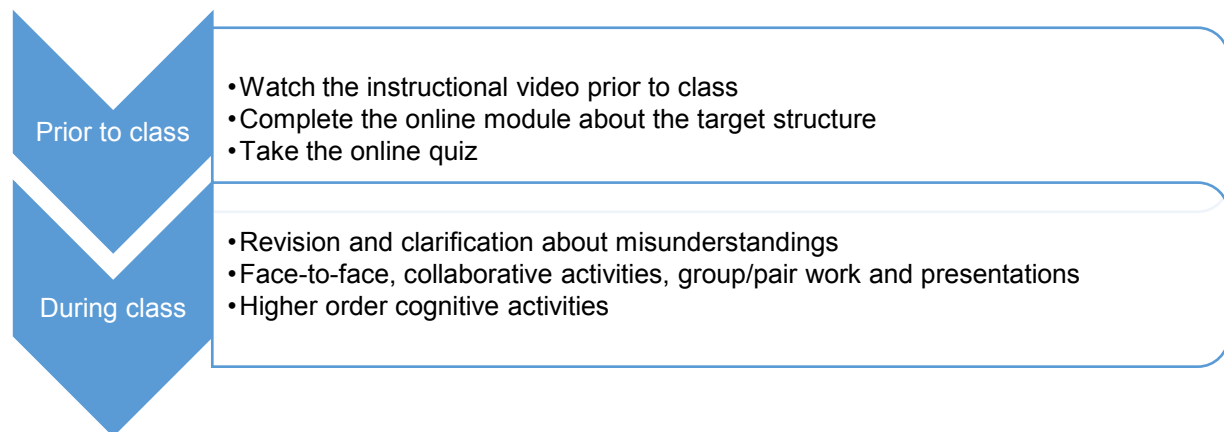 Prior to class
•Watch the instructional video prior to class
•Complete the online module about the target structure
•Take the online quiz
During class
•Revision and clarification about misunderstandings
•Face-to-face, collaborative activities, group/pair work and presentations
•Higher order cognitive activities